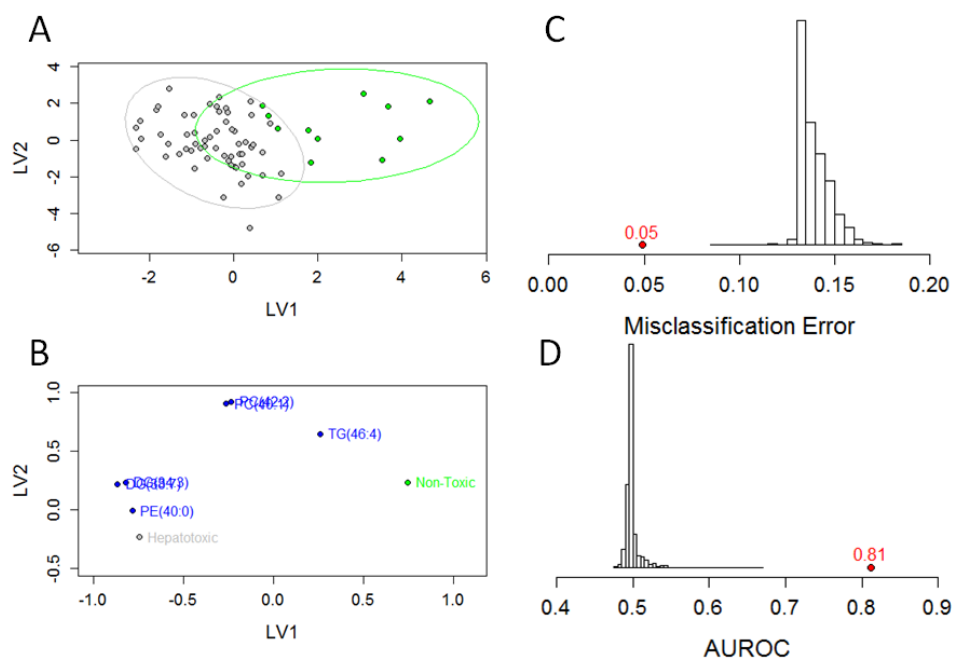 A
4
2
0
-2
-4
-6
LV2
-2 0 2 4 6
LV1
C
0.05
0.00 0.05 0.10 0.15 0.20
Misclassification Error
B
1.0
0.5
0.0
-0.5
LV2
TG(46:4)
Non-Toxic
PE(40:0)
Hepatotoxic
-1.0 -0.5 0.0 0.5 1.0
LV1
D
0.81
0.4 0.5 0.6 0.7 0.8 0.9
AUROC